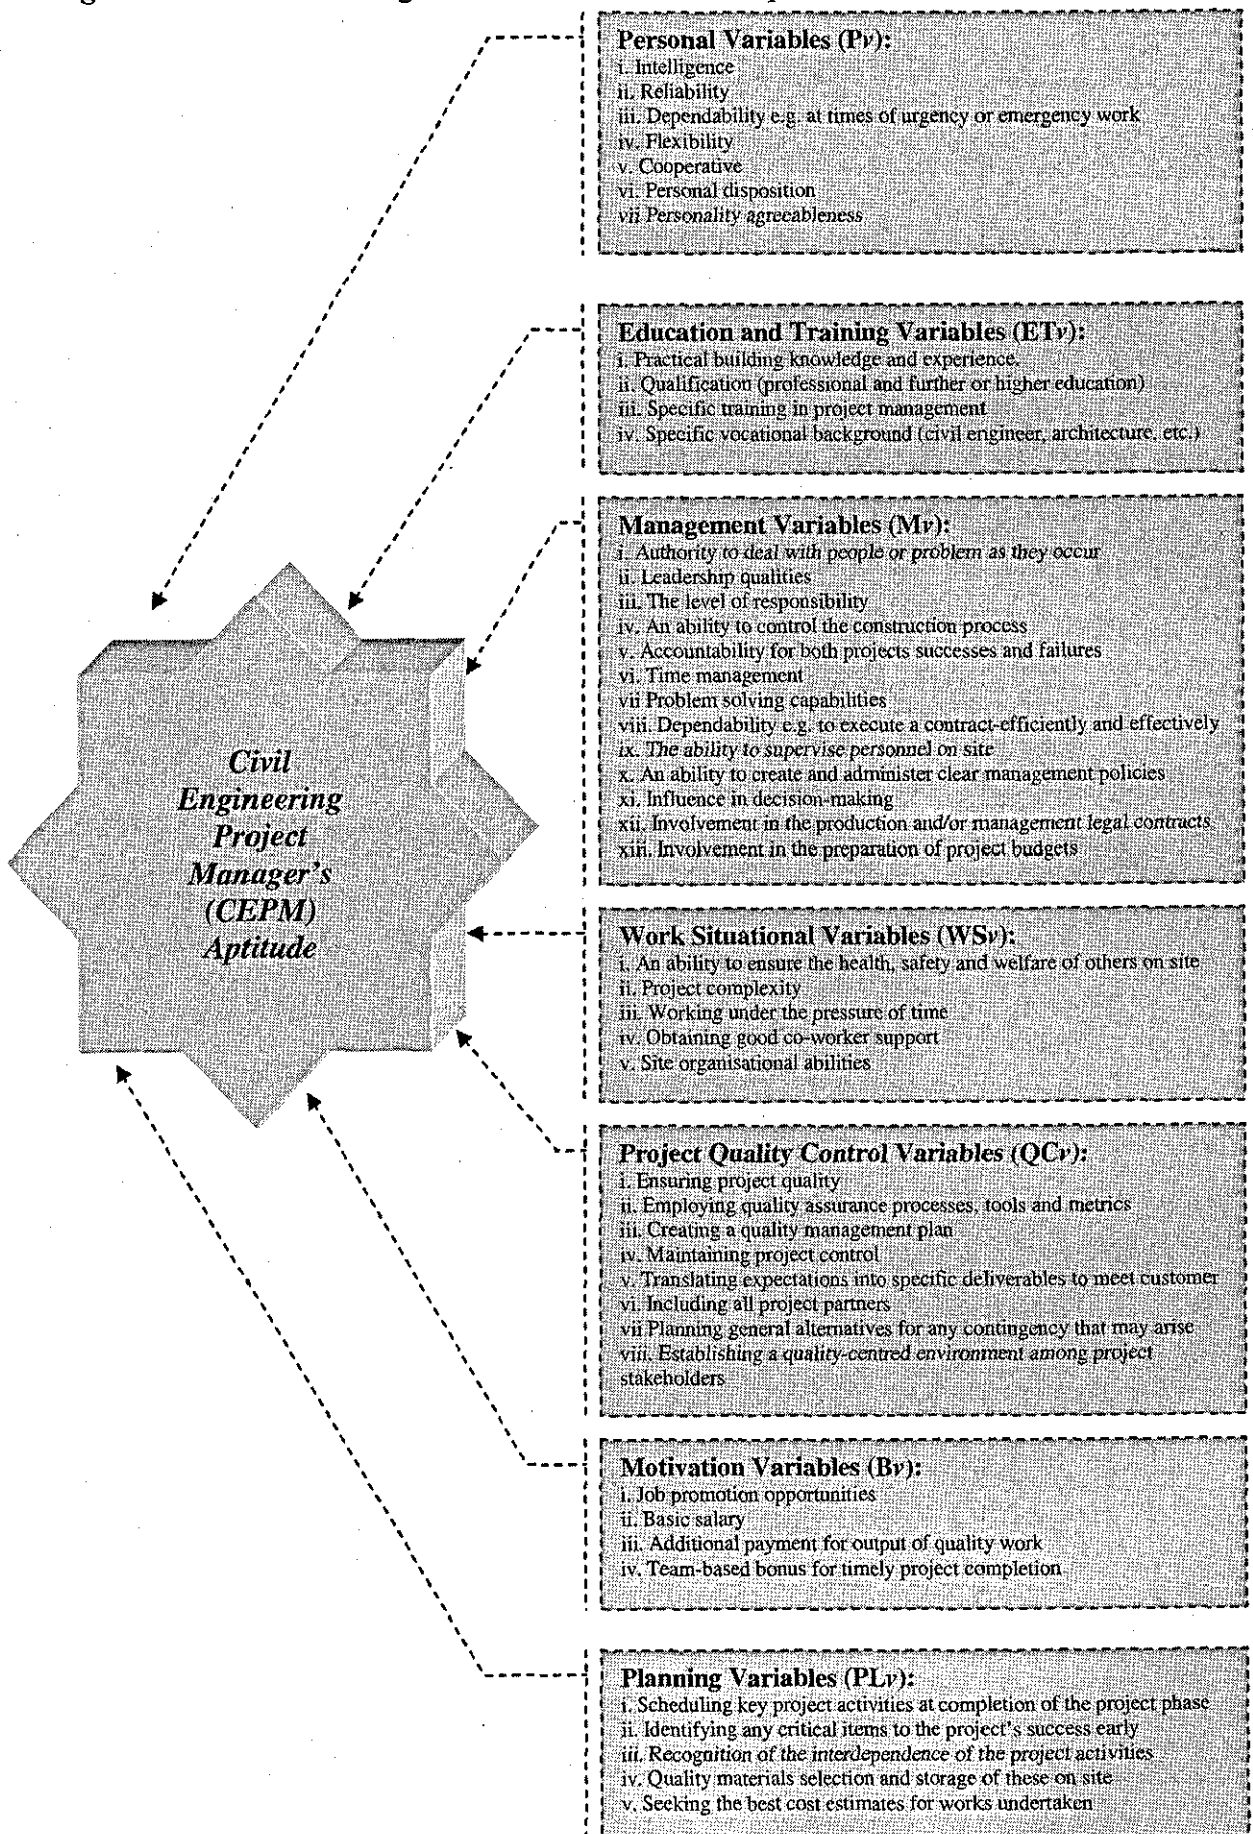 Personal Variables (Pv):
i. Intelligence
ii. Reliability
iii. Dependability e.g. at times of urgency or emergency work
iv. Flexibility
v. Cooperative
vi. Personal disposition
vii Personality agreeableness
Education and Training Variables (ETv):
i. Practical building knowledge and experience.
ii. Qualification (professional and further or higher education)
iii. Specific training in project management
iv. Specific vocational background (civil engineer, architecture, etc.)
Management Variables (Mv):
i. Authority to deal with people or problem as they occur
ii. Leadership qualities
iii. The level of responsibility
iv. An ability to control the construction process
v. Accountability for both projects successes and failures
vi. Time management
vii Problem solving capabilities
viii. Dependability e.g. to execute a contract-efficiently and effectively
ix. The ability to supervise personnel on site
x. An ability to create and administer clear management policies
xi. Influence in decision-making
xii. Involvement in the production and/or management legal contracts
xiii. Involvement in the preparation of project budgets
Civil
Engineering
Project
Manager's
(CEPM)
Aptitude
Work Situational Variables (WSv):
i. An ability to ensure the health, safety and welfare of others on site
ii. Project complexity
iii. Working under the pressure of time
iv. Obtaining good co-worker support
v. Site organisational abilities
Project Quality Control Variables (QCv):
i. Ensuring project quality
ii. Employing quality assurance processes, tools and metrics
iii. Creating a quality management plan
iv. Maintaining project control
v. Translating expectations into specific deliverables to meet customer
vi. Including all project partners
vii Planning general alternatives for any contingency that may arise
viii. Establishing a quality-centred environment among project
stakeholders
Motivation Variables (Bv):
i. Job promotion opportunities
ii. Basic salary
iii. Additional payment for output of quality work
iv. Team-based bonus for timely project completion
Planning Variables (PLv):
i. Scheduling key project activities at completion of the project phase
ii. Identifying any critical items to the project's success early
iii. Recognition of the interdependence of the project activities
iv. Quality materials selection and storage of these on site
v. Seeking the best cost estimates for works undertaken